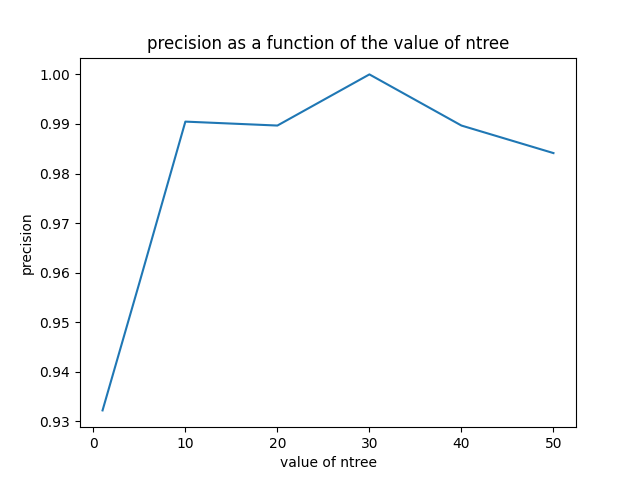 precision as a function of the value of ntree
1.00
0.99
0.98
0.97
0.96
0.95
0.94
0.93
precision
0 10 20 30 40 50
value of ntree